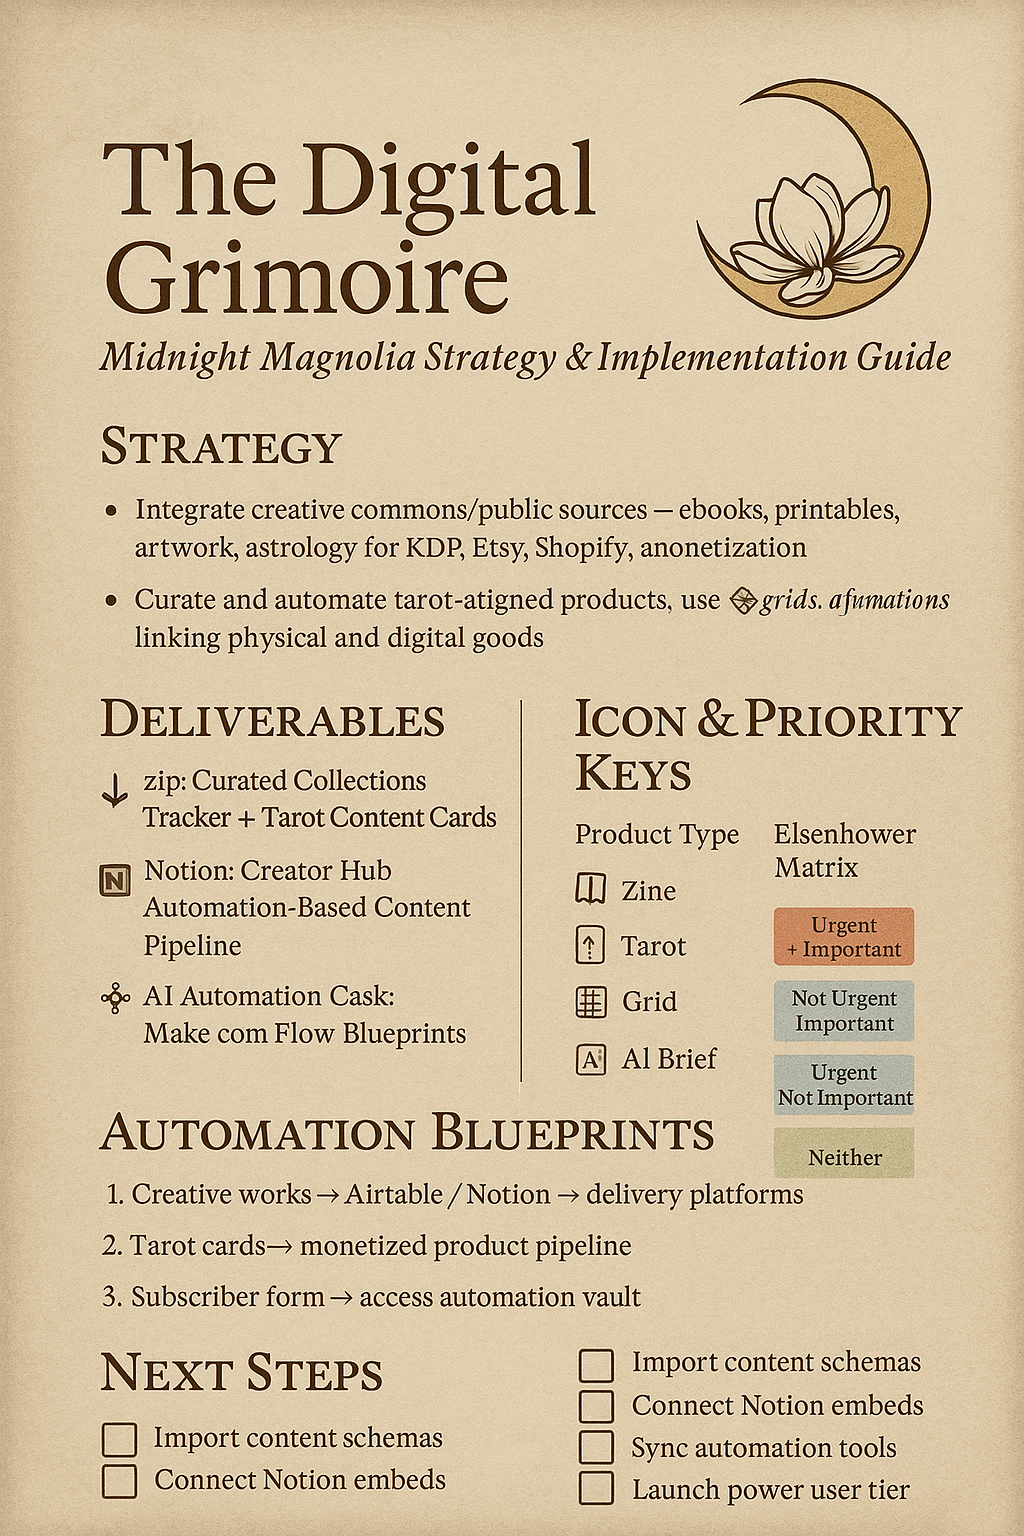 The Digital
Grimoire
Midnight Magnolia Strategy & Implementation Guide
STRATEGY
• Integrate creative commons/public sources — ebooks, printables,
artwork, astrology for KDP, Etsy, Shopify, anonetization
• Curate and automate tarot-atigned products, use grids. afumations
linking physical and digital goods
DELIVERABLES
zip: Curated Collections
Tracker + Tarot Content Cards
N
Notion: Creator Hub
Automation-Based Content
Pipeline
AI Automation Cask:
Make com Flow Blueprints
ICON & PRIORITY
KEYS
Product Type
Zine
Tarot
Grid
A
Al Brief
Elsenhower
Matrix
Urgent
+ Important
Not Urgent
Important
Urgent
Not Important
Neither
AUTOMATION BLUEPRINTS
1. Creative works → Airtable / Notion → delivery platforms
2. Tarot cards→ monetized product pipeline
3. Subscriber form → access automation vault
NEXT STEPS
Import content schemas
Connect Notion embeds
Import content schemas
Connect Notion embeds
Sync automation tools
Launch power user tier